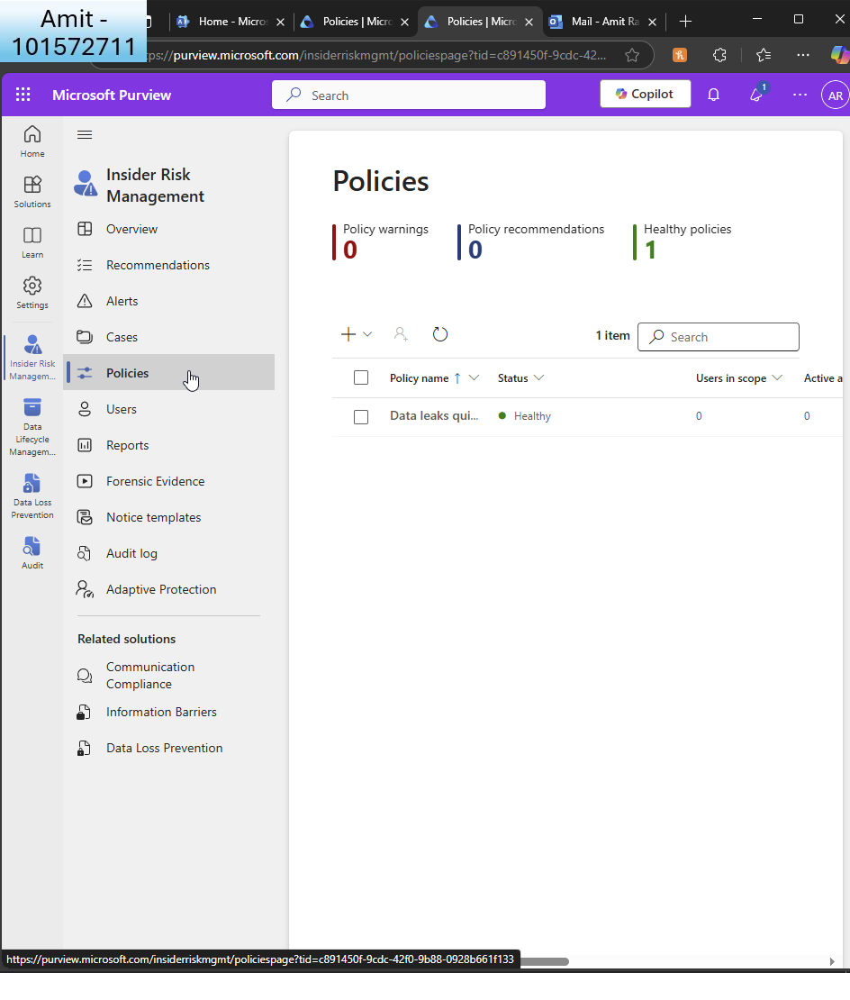 Amit -
101572711
Home - Micro
Policies | Micro
Policies | Micro
Mail - Amit Ra
ps://purview.microsoft.com/insiderriskmgmt/policiespage?tid=c891450f-9cdc-42...
Microsoft Purview
Search
Copilot
1
AR
Home
Solutions
Learn
Settings
Insider Risk
Managem...
Data
Lifecycle
Managem...
Data Loss
Prevention
Audit
Insider Risk
Management
Overview
Recommendations
Alerts
Cases
Policies
Users
Reports
Forensic Evidence
Notice templates
Audit log
Adaptive Protection
Related solutions
Communication
Compliance
Information Barriers
Data Loss Prevention
Policies
Policy warnings
0
Policy recommendations
0
Healthy policies
1
1 item
Search
Policy name ↑ Status Users in scope Active a
Data leaks qui... Healthy 0 0
https://purview.microsoft.com/insiderriskmgmt/policiespage?tid=c891450f-9cdc-42f0-9b88-0928b661f133